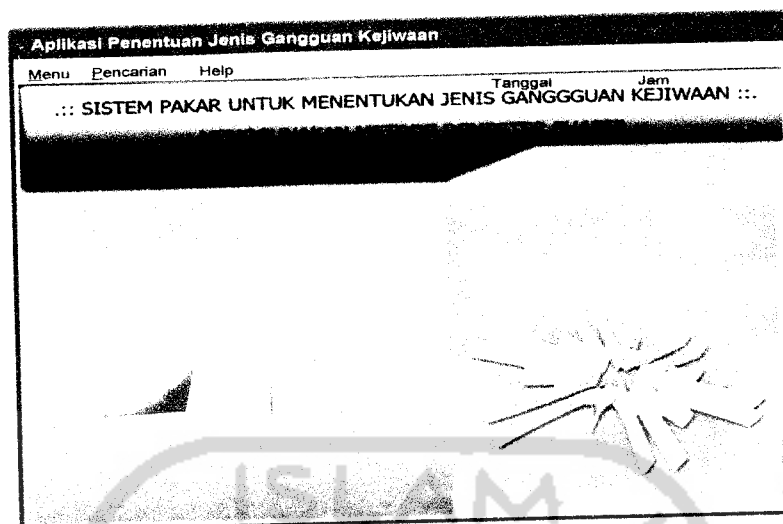 Aplikasi Penentuan Jenis Gangguan Kejiwaan
Menu Pencarian Help
Tanggal Jam
.:: SISTEM PAKAR UNTUK MENENTUKAN JENIS GANGGGUAN KEJIWAAN ::.
ISLAM